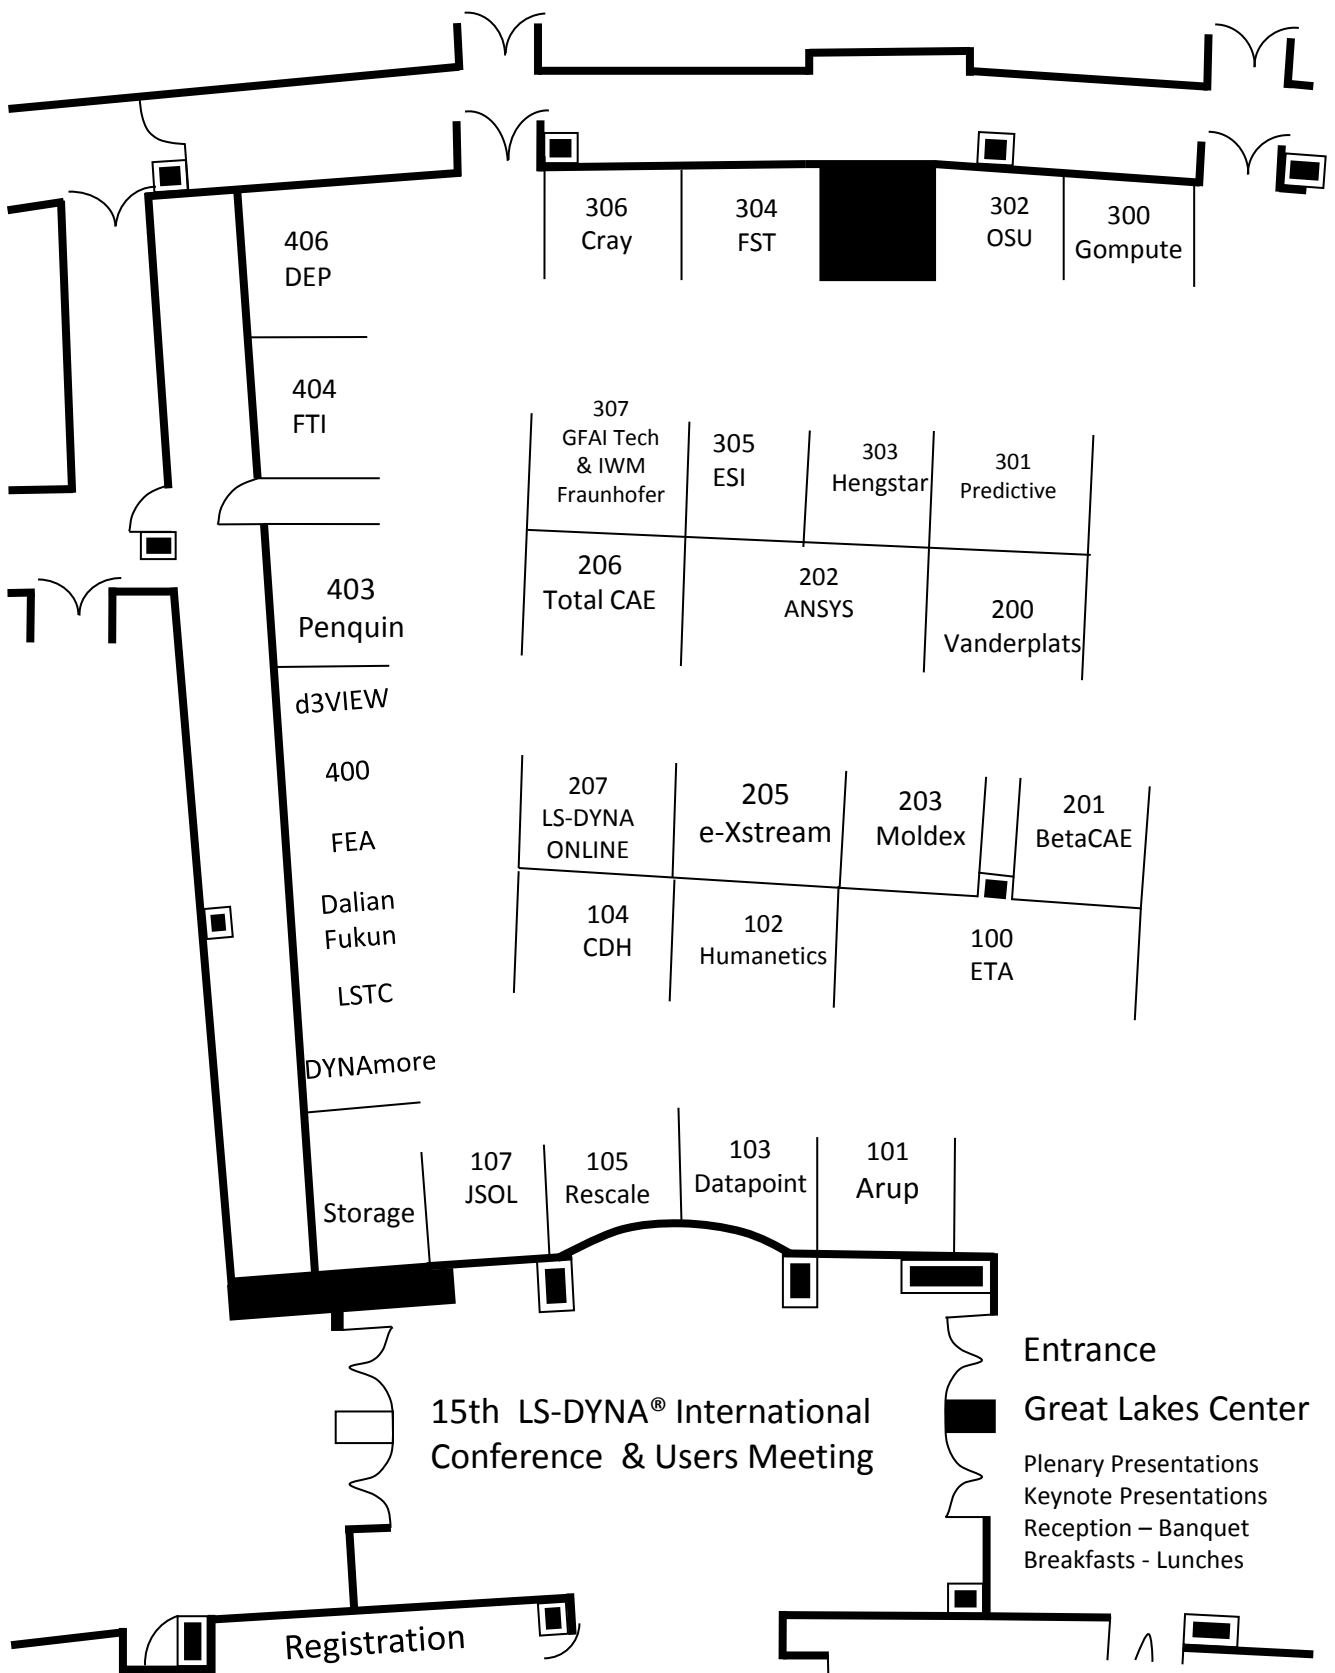 306
Cray
304
FST
302
OSU
300
Gompute
406
DEP
404
FTI
307
GFAI Tech
& IWM
Fraunhofer
305
ESI
303
Hengstar
301
Predictive
206
Total CAE
202
ANSYS
200
Vanderplats
403
Penquin
d3VIEW
400
FEA
Dalian
Fukun
LSTC
DYNAmore
207
LS-DYNA
ONLINE
205
e-Xstream
203
Moldex
201
BetaCAE
104
CDH
102
Humanetics
100
ETA
Storage
107
JSOL
105
Rescale
103
Datapoint
101
Arup
15th LS-DYNA® International
Conference & Users Meeting
Entrance
Great Lakes Center
Plenary Presentations
Keynote Presentations
Reception – Banquet
Breakfasts - Lunches
Registration